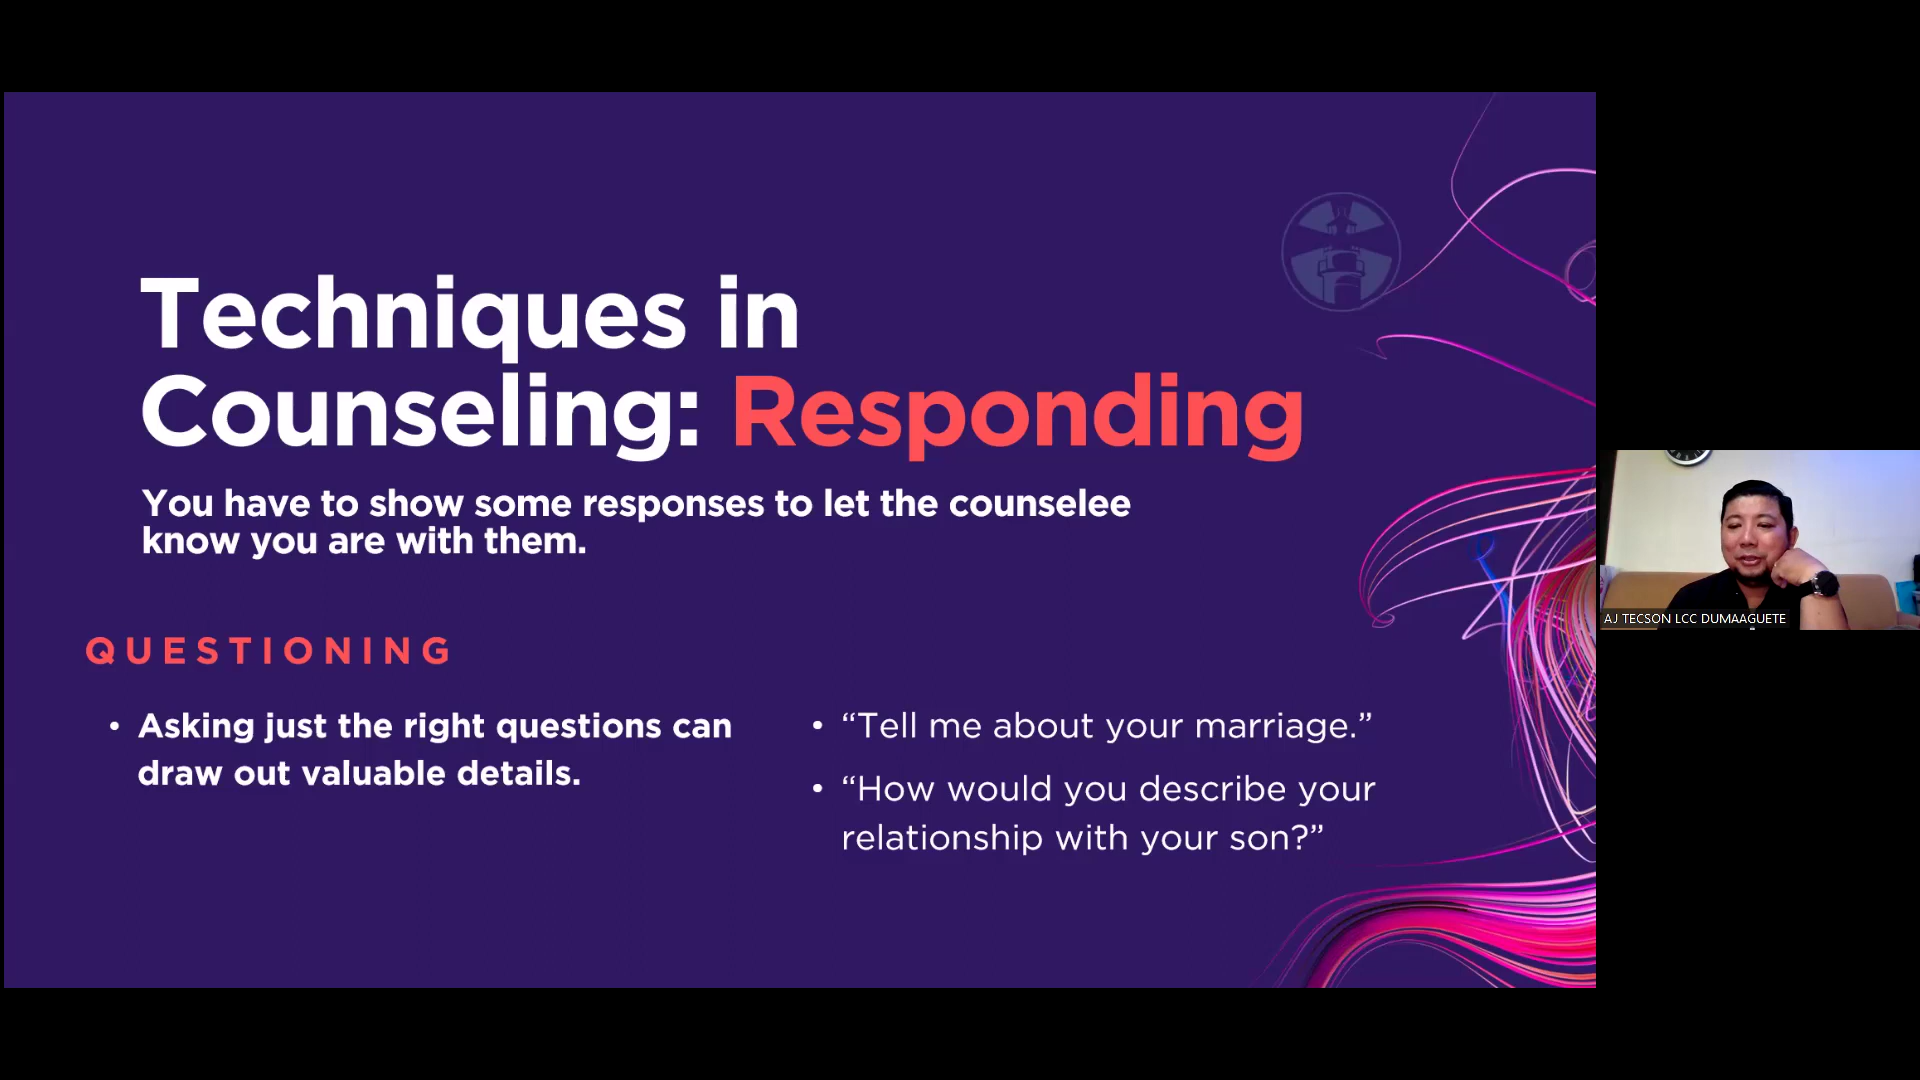 Techniques in
Counseling: Responding
You have to show some responses to let the counselee
know you are with them.
QUESTIONING
• Asking just the right questions can
draw out valuable details.
• “Tell me about your marriage.”
• “How would you describe your
relationship with your son?”
AJ TECSON LCC DUMAAGUETE